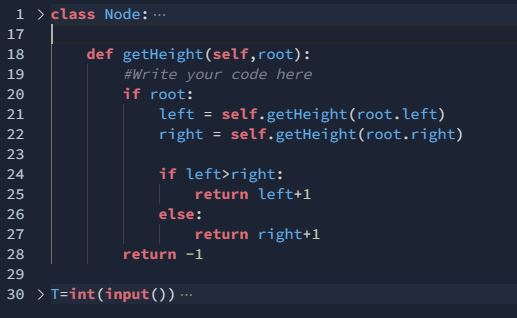 1 > class Node: ...
17
18 def getHeight(self,root):
19 #Write your code here
20 if root:
21 left = self.getHeight(root.left)
22 right = self.getHeight(root.right)
23
24 if left>right:
25 return left+1
26 else:
27 return right+1
28 return -1
29
30 > T=int(input()) ...